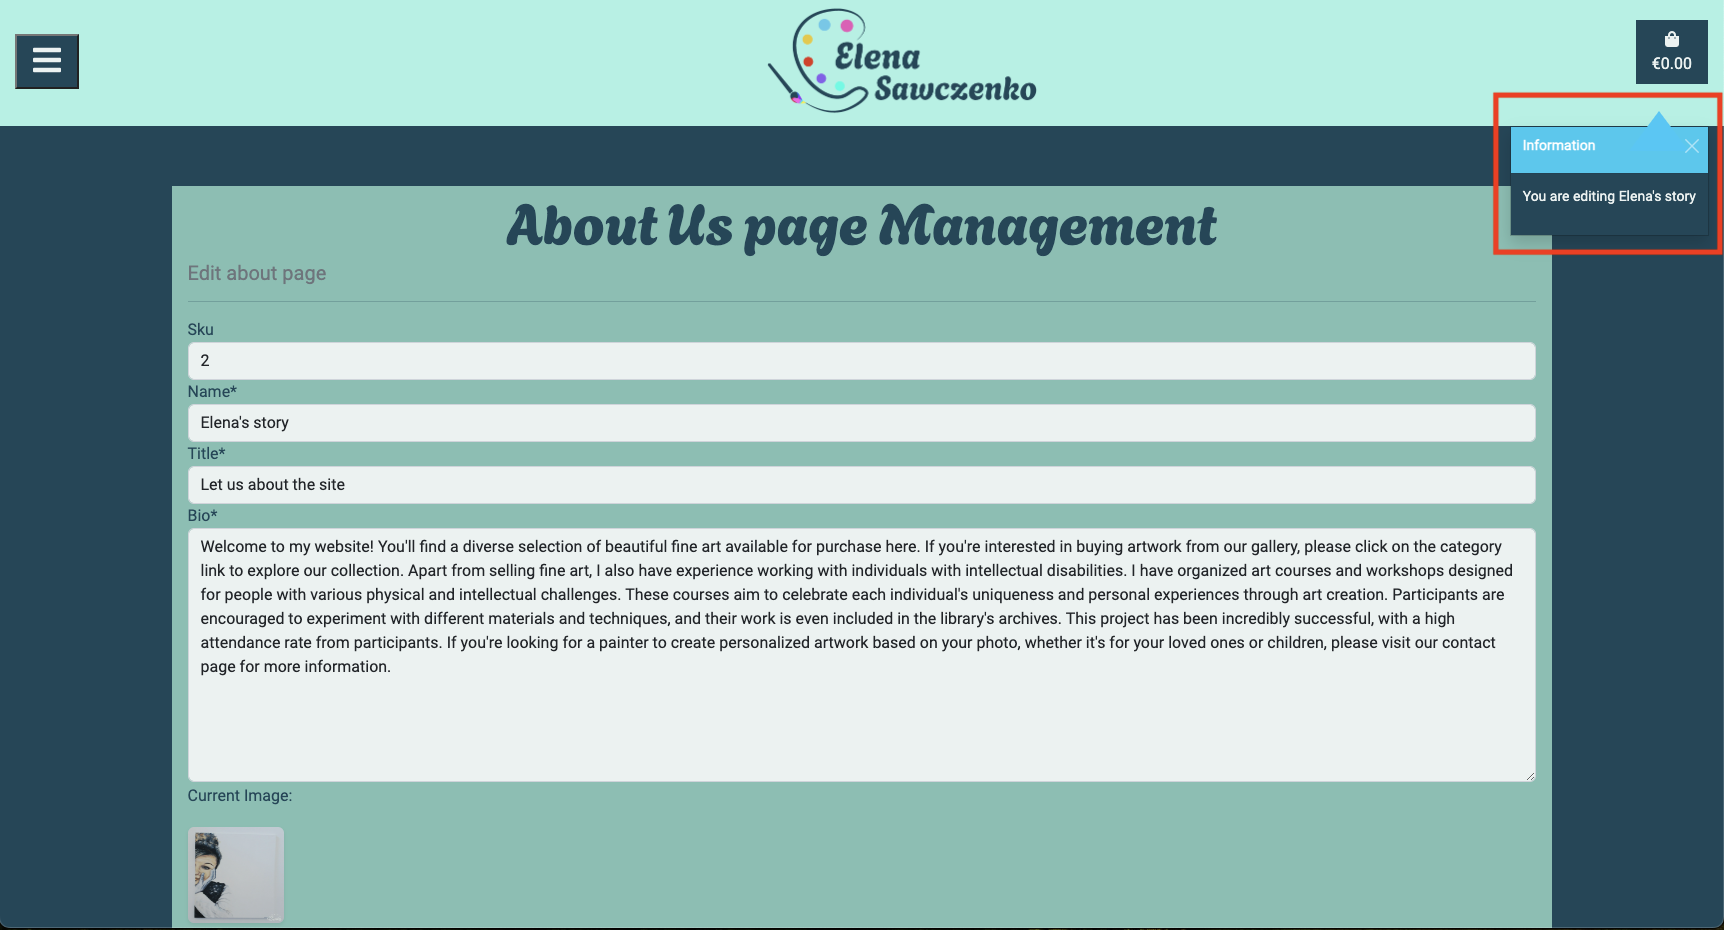 Elena
Sawczenko
€0.00
Information
You are editing Elena's story
About Us page Management
Edit about page
Sku
2
Name*
Elena's story
Title*
Let us about the site
Bio*
Welcome to my website! You'll find a diverse selection of beautiful fine art available for purchase here. If you're interested in buying artwork from our gallery, please click on the category
link to explore our collection. Apart from selling fine art, I also have experience working with individuals with intellectual disabilities. I have organized art courses and workshops designed
for people with various physical and intellectual challenges. These courses aim to celebrate each individual's uniqueness and personal experiences through art creation. Participants are
encouraged to experiment with different materials and techniques, and their work is even included in the library's archives. This project has been incredibly successful, with a high
attendance rate from participants. If you're looking for a painter to create personalized artwork based on your photo, whether it's for your loved ones or children, please visit our contact
page for more information.
Current Image: